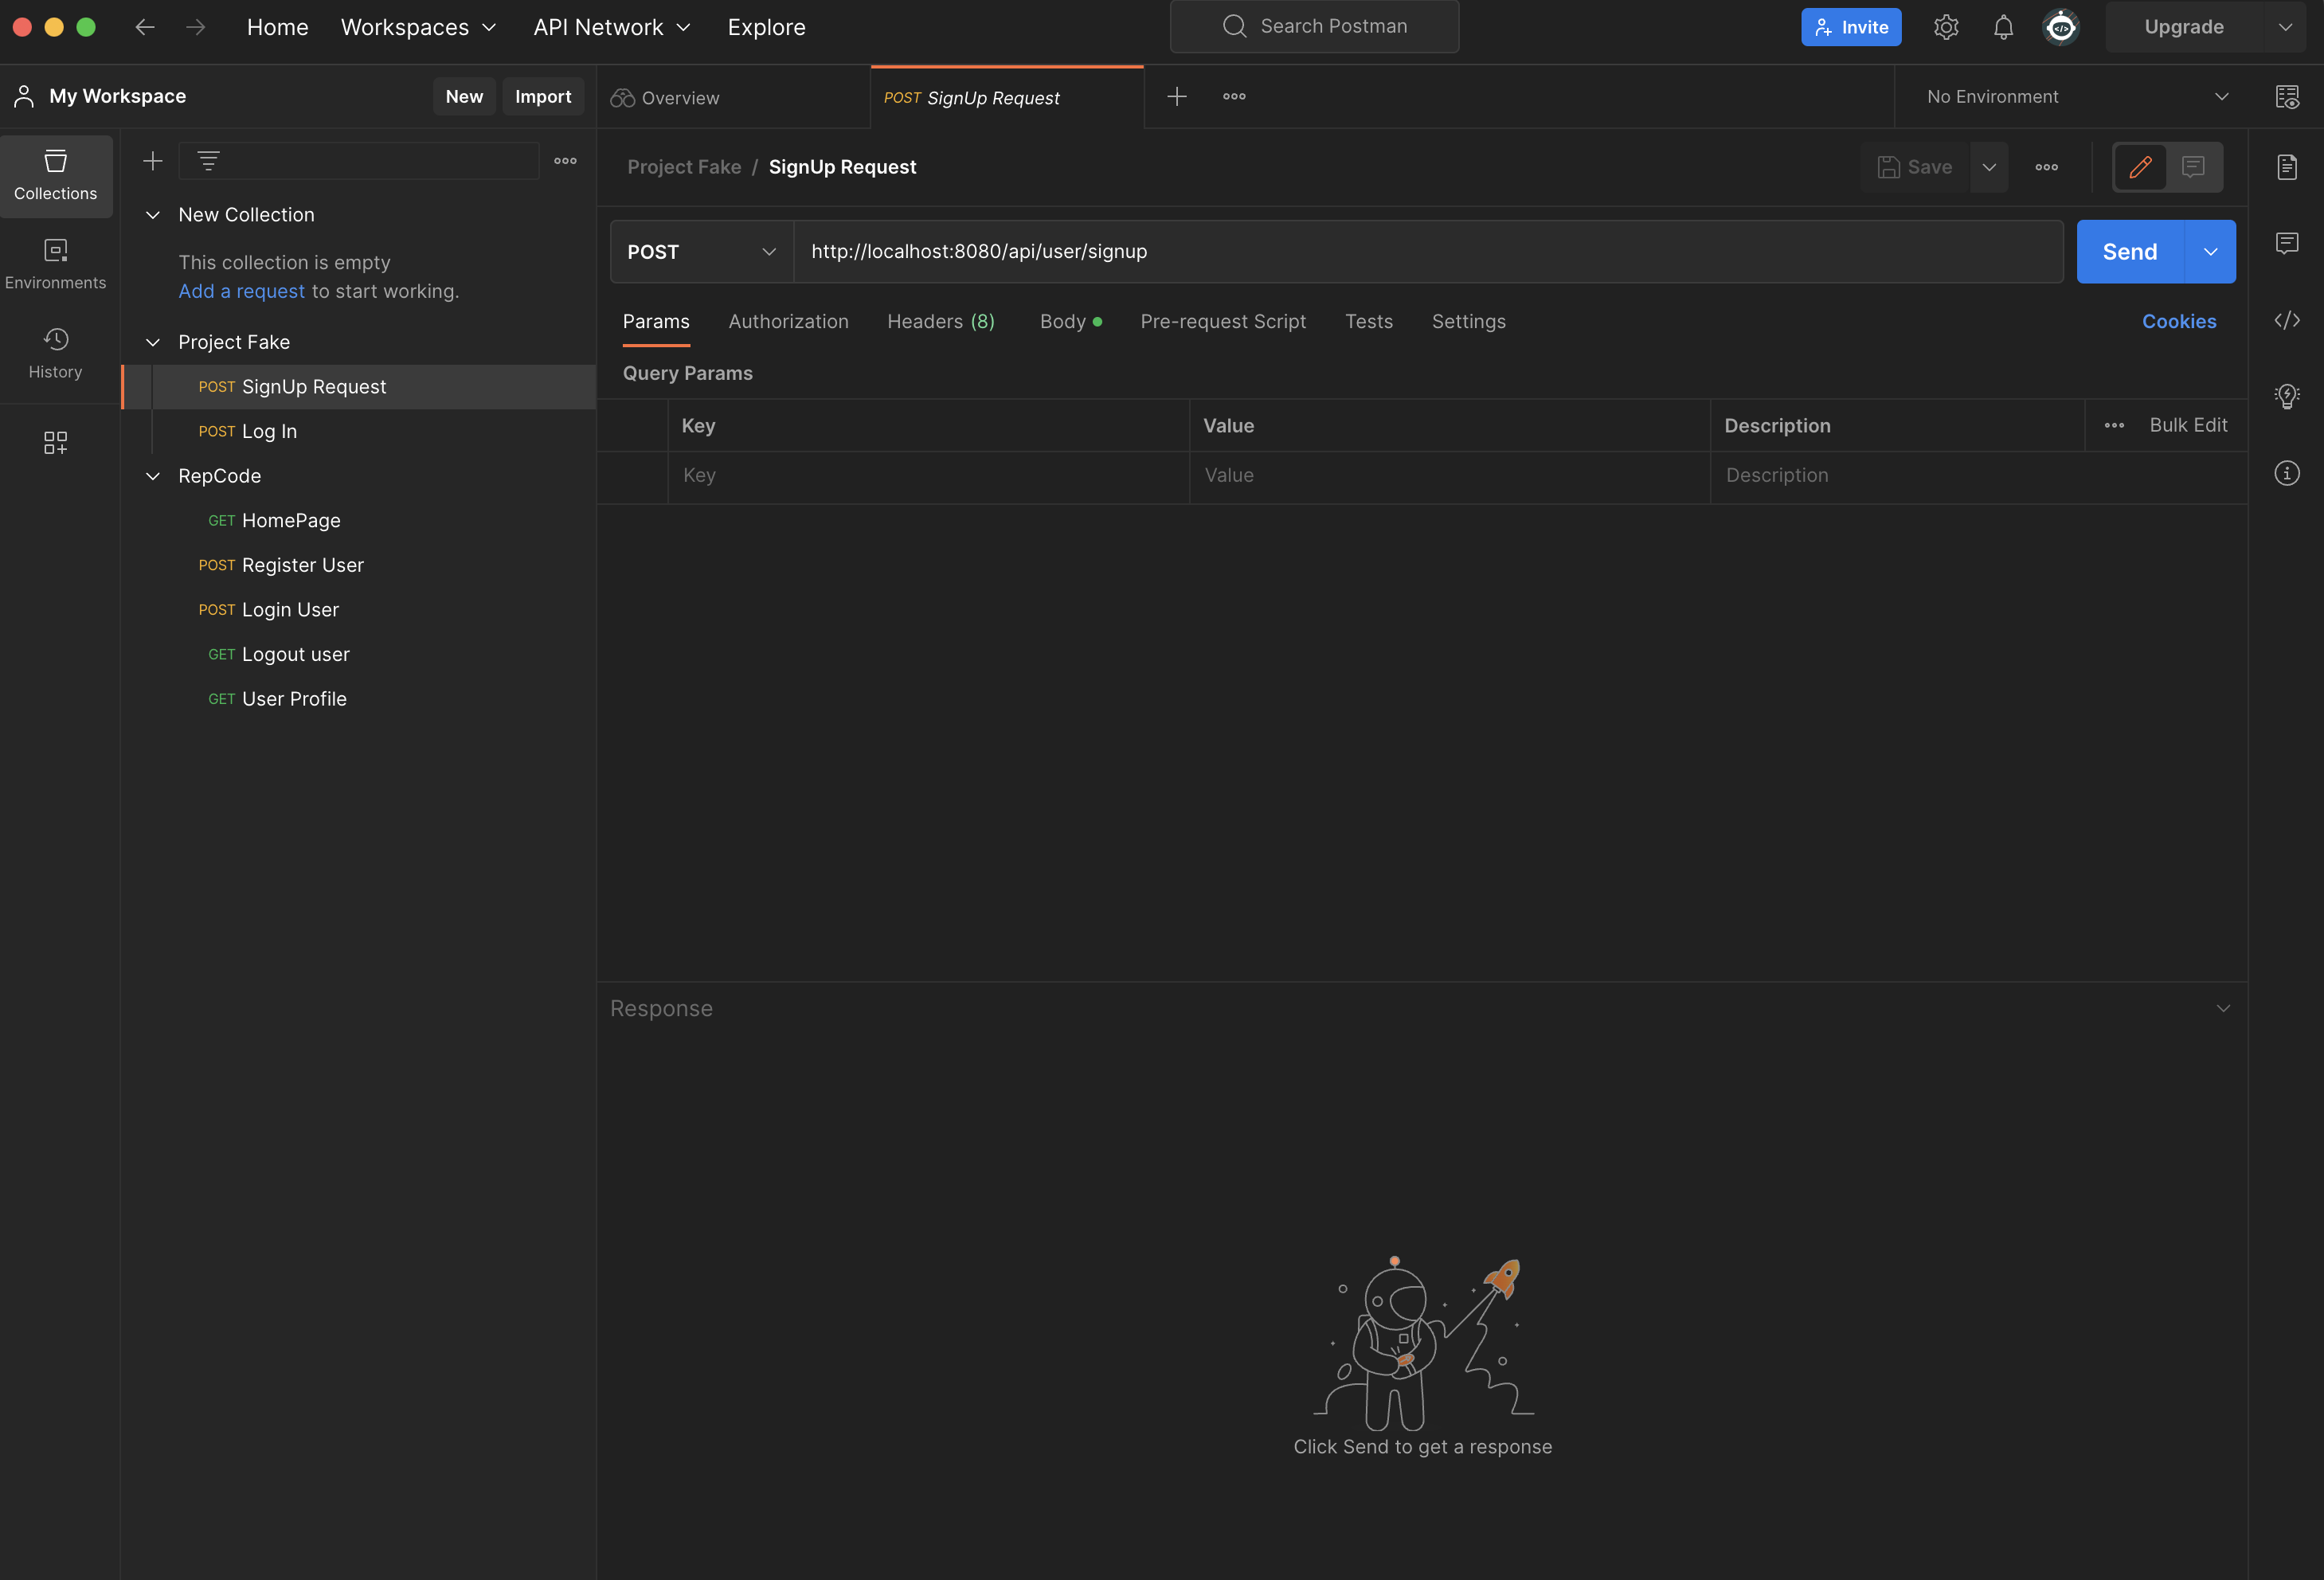 Home Workspaces API Network Explore Search Postman Invite Upgrade
My Workspace New Import
Overview POST SignUp Request No Environment
Collections
Environments
History
New Collection
This collection is empty
Add a request to start working.
Project Fake
POST SignUp Request
POST Log In
RepCode
GET HomePage
POST Register User
POST Login User
GET Logout user
GET User Profile
Project Fake / SignUp Request Save
POST http://localhost:8080/api/user/signup Send
Params Authorization Headers (8) Body Pre-request Script Tests Settings Cookies
Query Params
Key Value Description Bulk Edit
Key Value Description
Response
Click Send to get a response